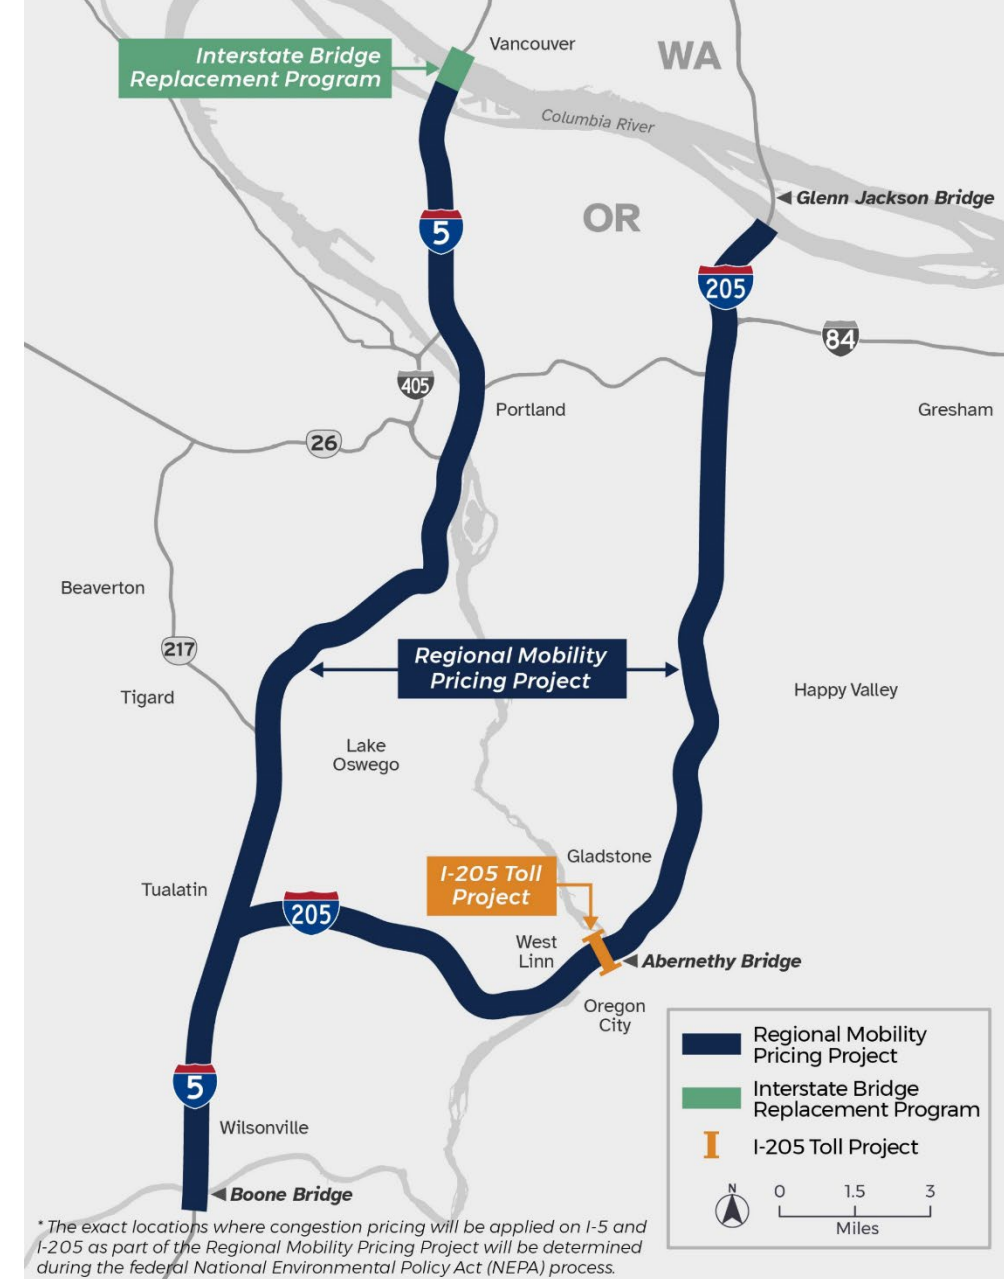 Interstate Bridge
Replacement Program
Vancouver
WA
Columbia River
Glenn Jackson Bridge
OR
5
205
84
405
Portland
Gresham
26
Beaverton
217
Regional Mobility
Pricing Project
Tigard
Happy Valley
Lake
Oswego
Gladstone
I-205 Toll
Project
Tualatin
205
West
Linn
Abernethy Bridge
Oregon
City
5
Wilsonville
Boone Bridge
Regional Mobility
Pricing Project
Interstate Bridge
Replacement Program
I-205 Toll Project
N
0 1.5 3
Miles
* The exact locations where congestion pricing will be applied on I-5 and
I-205 as part of the Regional Mobility Pricing Project will be determined
during the federal National Environmental Policy Act (NEPA) process.